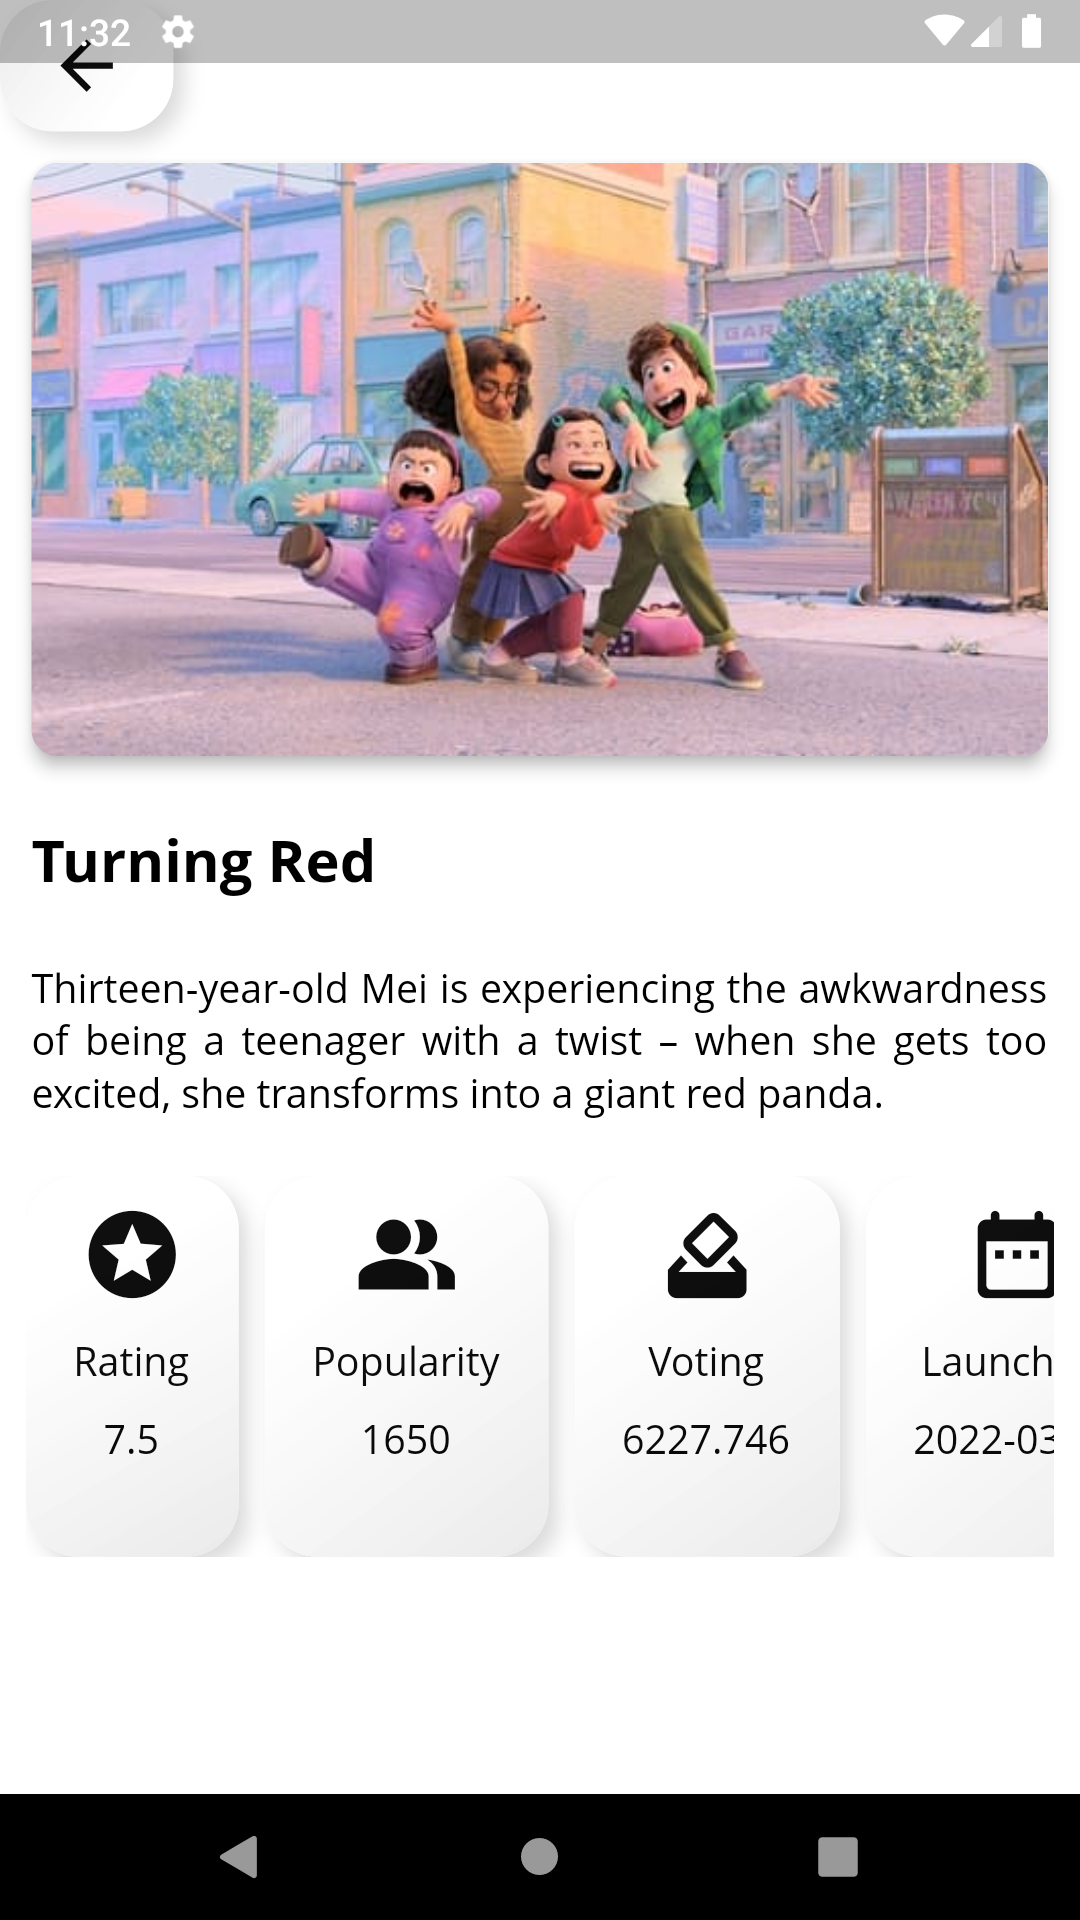 11:32
GAR
CA
Turning Red
Thirteen-year-old Mei is experiencing the awkwardness
of being a teenager with a twist – when she gets too
excited, she transforms into a giant red panda.
Rating
Popularity
Voting
Launch
7.5
1650
6227.746
2022-03